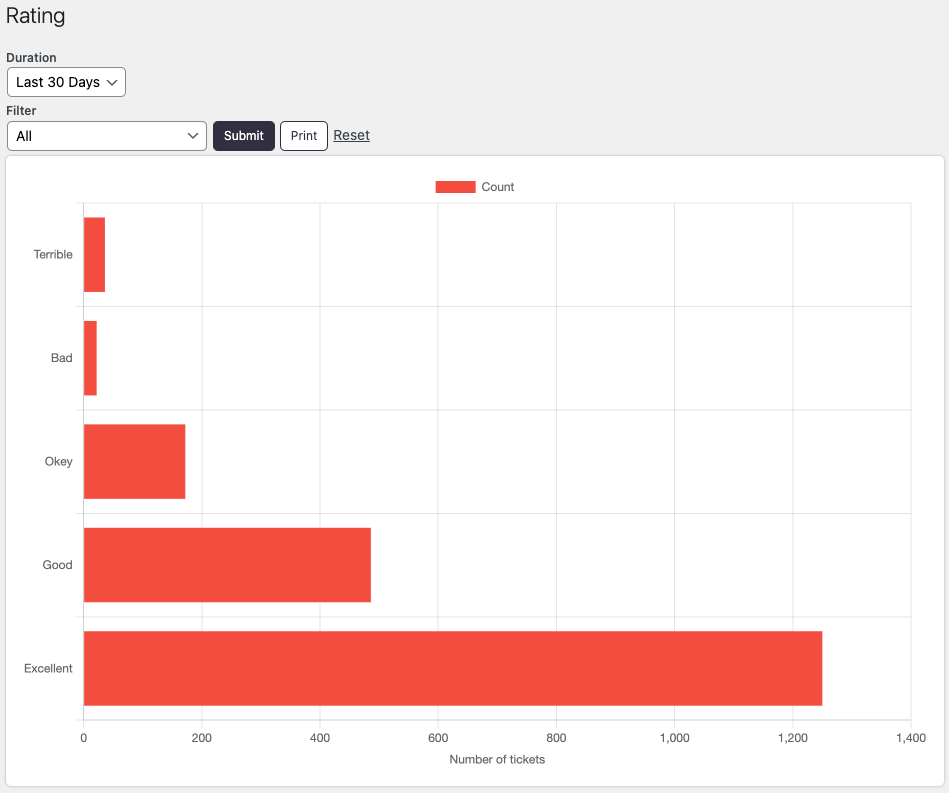 Rating
Duration
Last 30 Days
Filter
All Submit Print Reset
Count
Terrible
Bad
Okey
Good
Excellent
0 200 400 600 800 1,000 1,200 1,400
Number of tickets